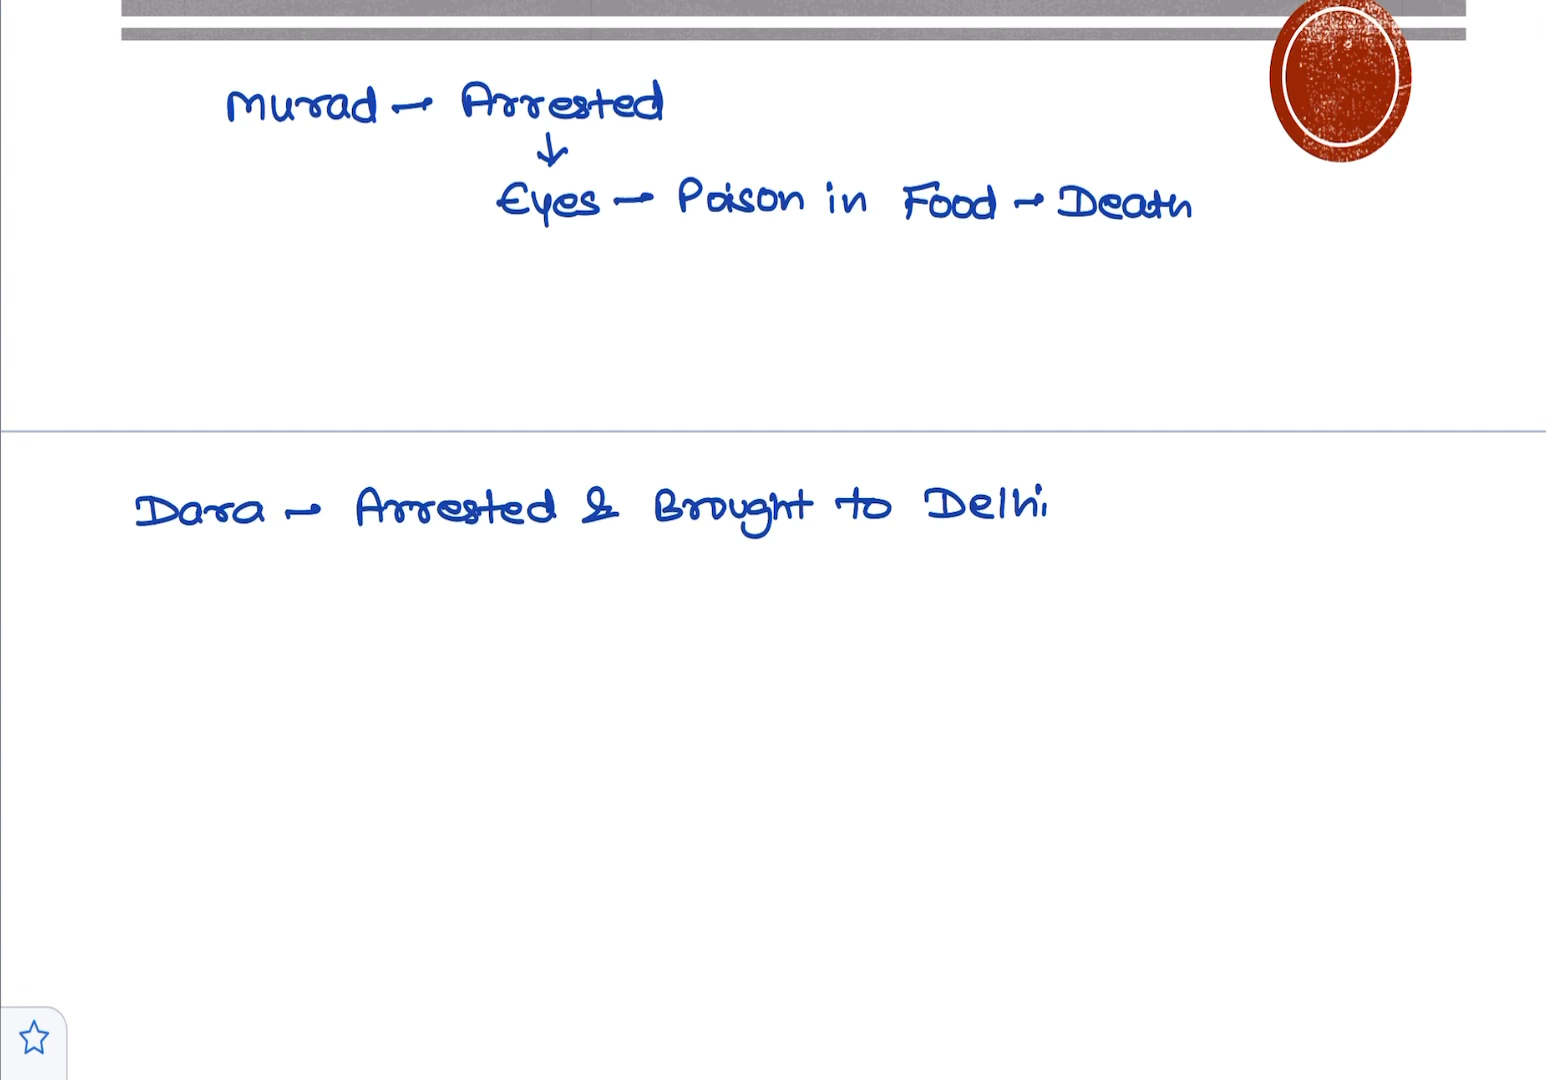 Murad → Arrested
↓
Eyes → Poison in Food → Death
Dara → Arrested & Brought to Delhi